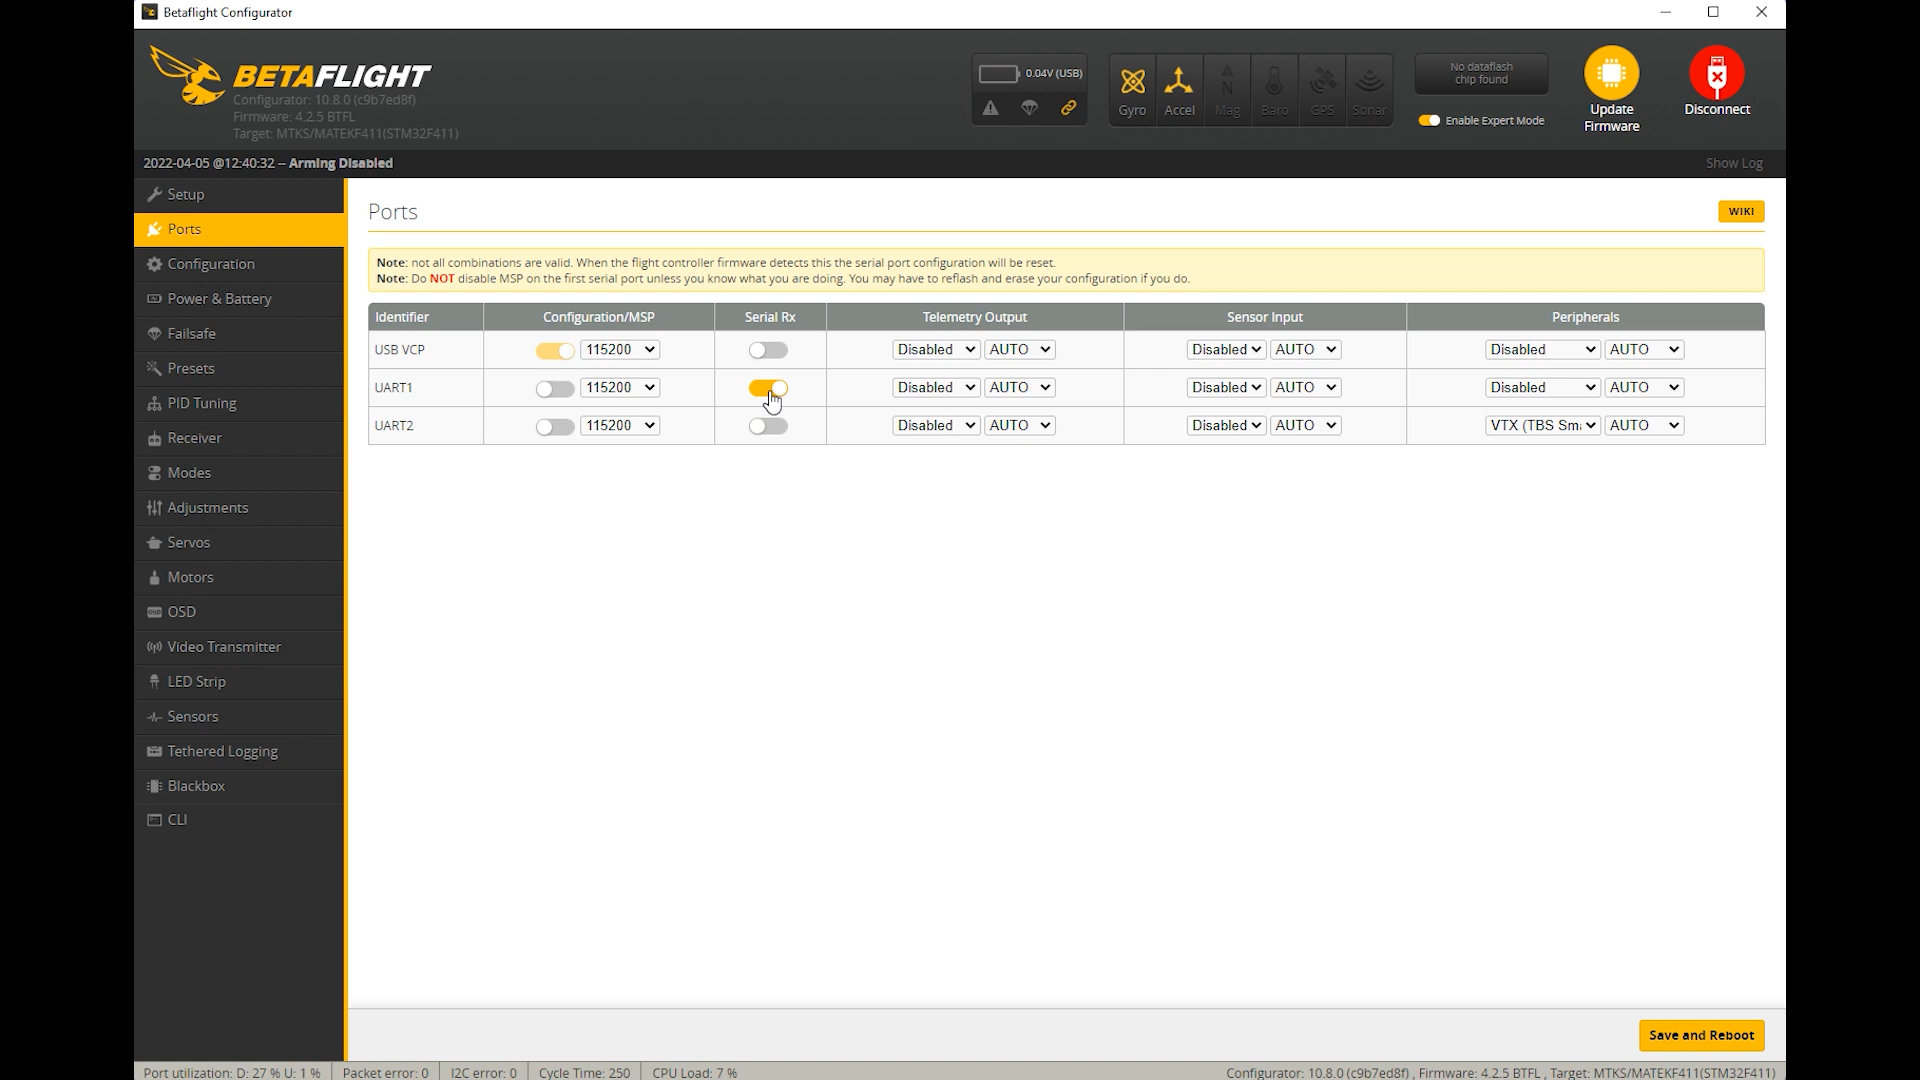 Betaflight Configurator
BETAFLIGHT
Configurator: 10.8.0 (c9b7ed8f)
Firmware: 4.2.5 BTFL
Target: MTKS/MATEKF411(STM32F411)
0.04V (USB)
Gyro Accel Mag Baro GPS Sonar
No dataflash
chip found
Enable Expert Mode
Update
Firmware
Disconnect
2022-04-05 @12:40:32 -- Arming Disabled
Show Log
Setup
Ports
Configuration
Power & Battery
Failsafe
Presets
PID Tuning
Receiver
Modes
Adjustments
Servos
Motors
OSD
Video Transmitter
LED Strip
Sensors
Tethered Logging
Blackbox
CLI
Ports
WIKI
Note: not all combinations are valid. When the flight controller firmware detects this the serial port configuration will be reset.
Note: Do NOT disable MSP on the first serial port unless you know what you are doing. You may have to reflash and erase your configuration if you do.
Identifier Configuration/MSP Serial Rx Telemetry Output Sensor Input Peripherals
USB VCP 115200 Disabled AUTO Disabled AUTO Disabled AUTO
UART1 115200 Disabled AUTO Disabled AUTO Disabled AUTO
UART2 115200 Disabled AUTO Disabled AUTO VTX (TBS Sma AUTO
Save and Reboot
Port utilization: D: 27 % U: 1 % Packet error: 0 I2C error: 0 Cycle Time: 250 CPU Load: 7 % Configurator: 10.8.0 (c9b7ed8f) , Firmware: 4.2.5 BTFL , Target: MTKS/MATEKF411(STM32F411)